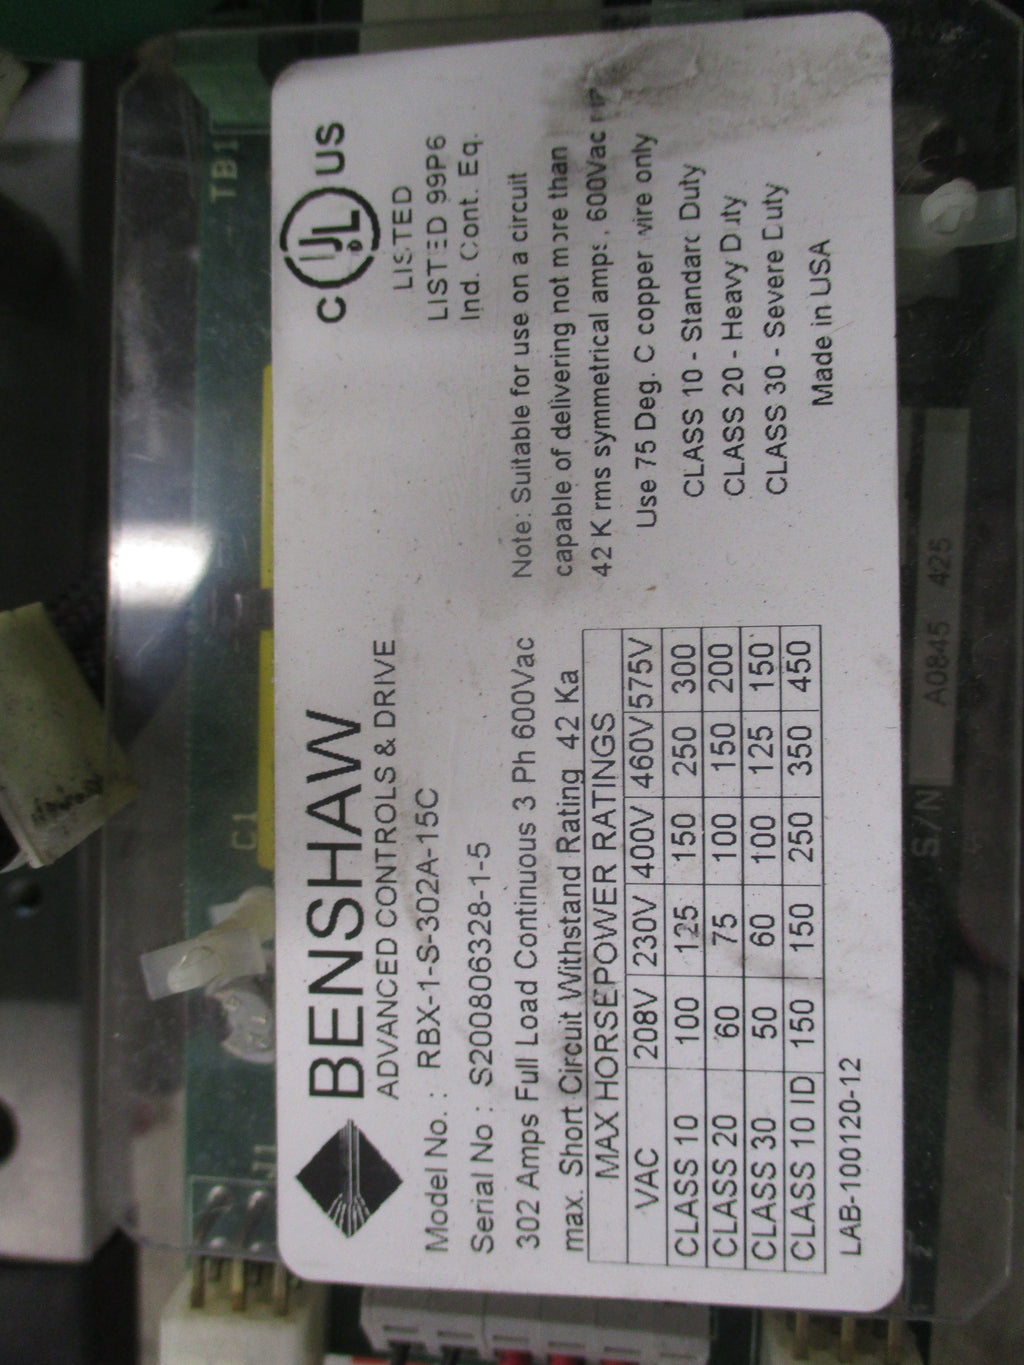 BENSHAW
ADVANCED CONTROLS & DRIVE
Model No. : RBX-1-S-302A-15C
Serial No : S200806328-1-5
302 Amps Full Load Continuous 3 Ph 600Vac
max. Short Circuit Withstand Rating 42 Ka
MAX HORSEPOWER RATINGS
VAC 208V 230V 400V 460V 575V
CLASS 10 100 125 150 250 300
CLASS 20 60 75 100 150 200
CLASS 30 50 60 100 125 150
CLASS 10 ID 150 150 250 350 450
LAB-100120-12
C UL US
LISTED
LISTED 99P6
Ind. Cont. Eq.
Note: Suitable for use on a circuit
capable of delivering not more than
42 K rms symmetrical amps, 600Vac
Use 75 Deg. C copper wire only
CLASS 10 - Standard Duty
CLASS 20 - Heavy Duty
CLASS 30 - Severe Duty
Made in USA
TB1
C1
J1
S/N
A0845 425
2